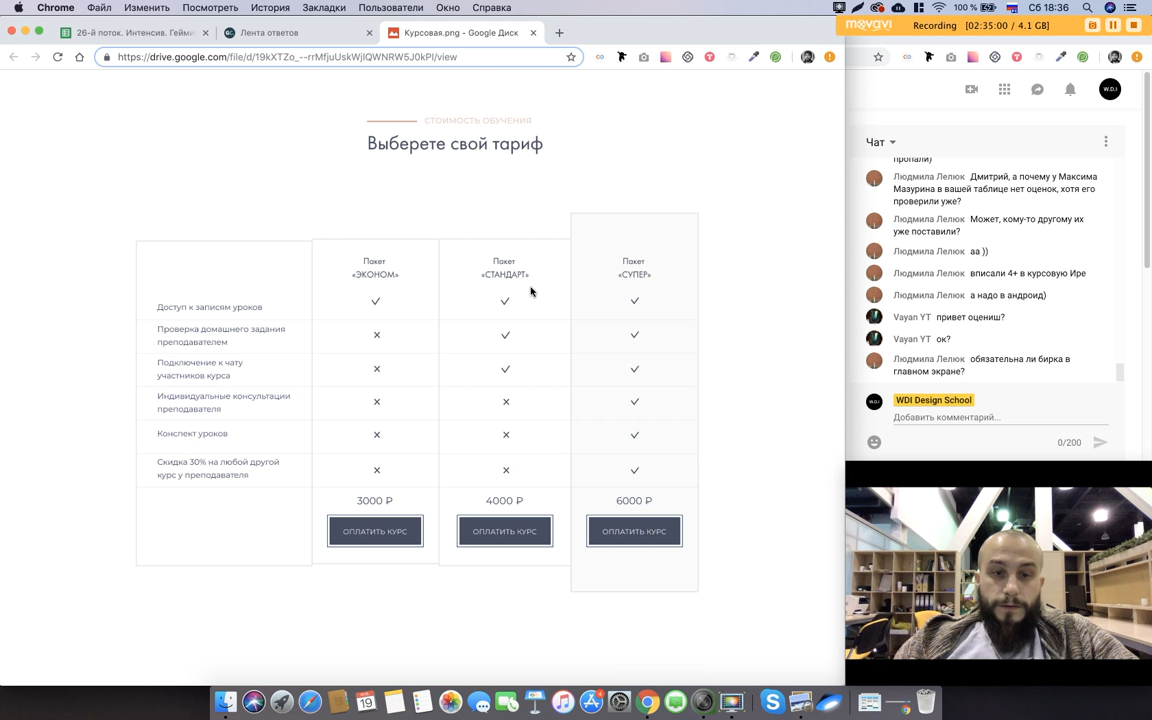 Chrome Файл Изменить Посмотреть История Закладки Пользователи Окно Справка
100 % Сб 18:36
26-й поток. Интенсив. Гейми
Лента ответов
Курсовая.png - Google Диск
movavi Recording [02:35:00 / 4.1 GB]
https://drive.google.com/file/d/19kXTZo_--rrMfjuUskWjlQWNRW5J0kPI/view
СТОИМОСТЬ ОБУЧЕНИЯ
Выберете свой тариф
Пакет
«ЭКОНОМ»
Пакет
«СТАНДАРТ»
Пакет
«СУПЕР»
Доступ к записям уроков
Проверка домашнего задания
преподавателем
Подключение к чату
участников курса
Индивидуальные консультации
преподавателя
Конспект уроков
Скидка 30% на любой другой
курс у преподавателя
3000 ₽ 4000 ₽ 6000 ₽
ОПЛАТИТЬ КУРС ОПЛАТИТЬ КУРС ОПЛАТИТЬ КУРС
W.D.I
Чат
пропали)
Людмила Лелюк Дмитрий, а почему у Максима
Мазурина в вашей таблице нет оценок, хотя его
проверили уже?
Людмила Лелюк Может, кому-то другому их
уже поставили?
Людмила Лелюк аа ))
Людмила Лелюк вписали 4+ в курсовую Ире
Людмила Лелюк а надо в андроид)
Vayan YT привет оцениш?
Vayan YT ок?
Людмила Лелюк обязательна ли бирка в
главном экране?
WDI Design School
Добавить комментарий...
0/200
19